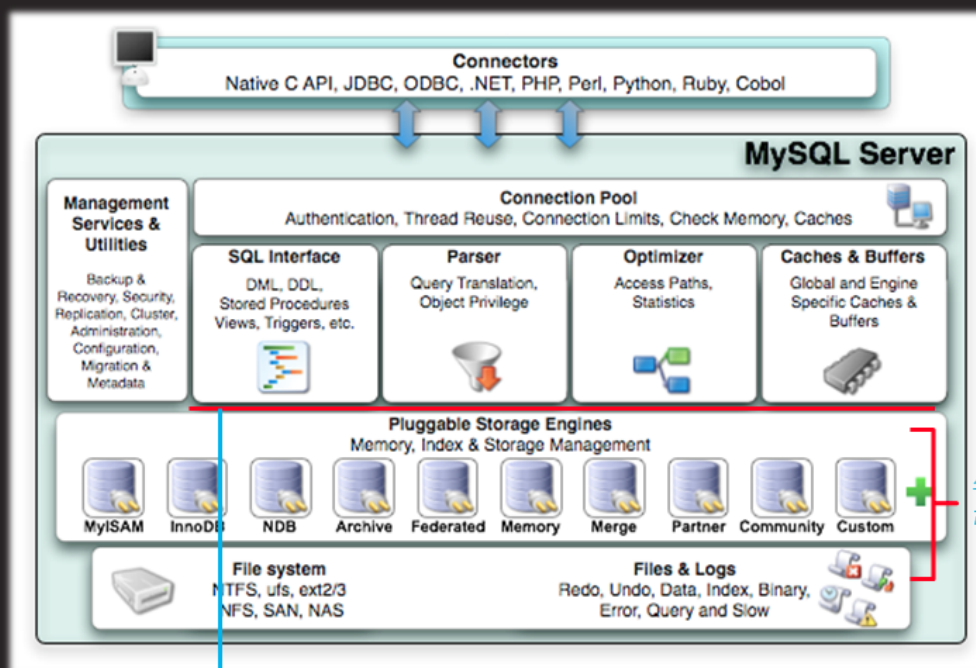 Connectors
Native C API, JDBC, ODBC, .NET, PHP, Perl, Python, Ruby, Cobol
MySQL Server
Management
Services &
Utilities
Backup &
Recovery, Security,
Replication, Cluster,
Administration,
Configuration,
Migration &
Metadata
Connection Pool
Authentication, Thread Reuse, Connection Limits, Check Memory, Caches
SQL Interface
DML, DDL,
Stored Procedures
Views, Triggers, etc.
Parser
Query Translation,
Object Privilege
Optimizer
Access Paths,
Statistics
Caches & Buffers
Global and Engine
Specific Caches &
Buffers
Pluggable Storage Engines
Memory, Index & Storage Management
MyISAM
InnoDB
NDB
Archive
Federated
Memory
Merge
Partner
Community
Custom
File system
NTFS, ufs, ext2/3
NFS, SAN, NAS
Files & Logs
Redo, Undo, Data, Index, Binary,
Error, Query and Slow